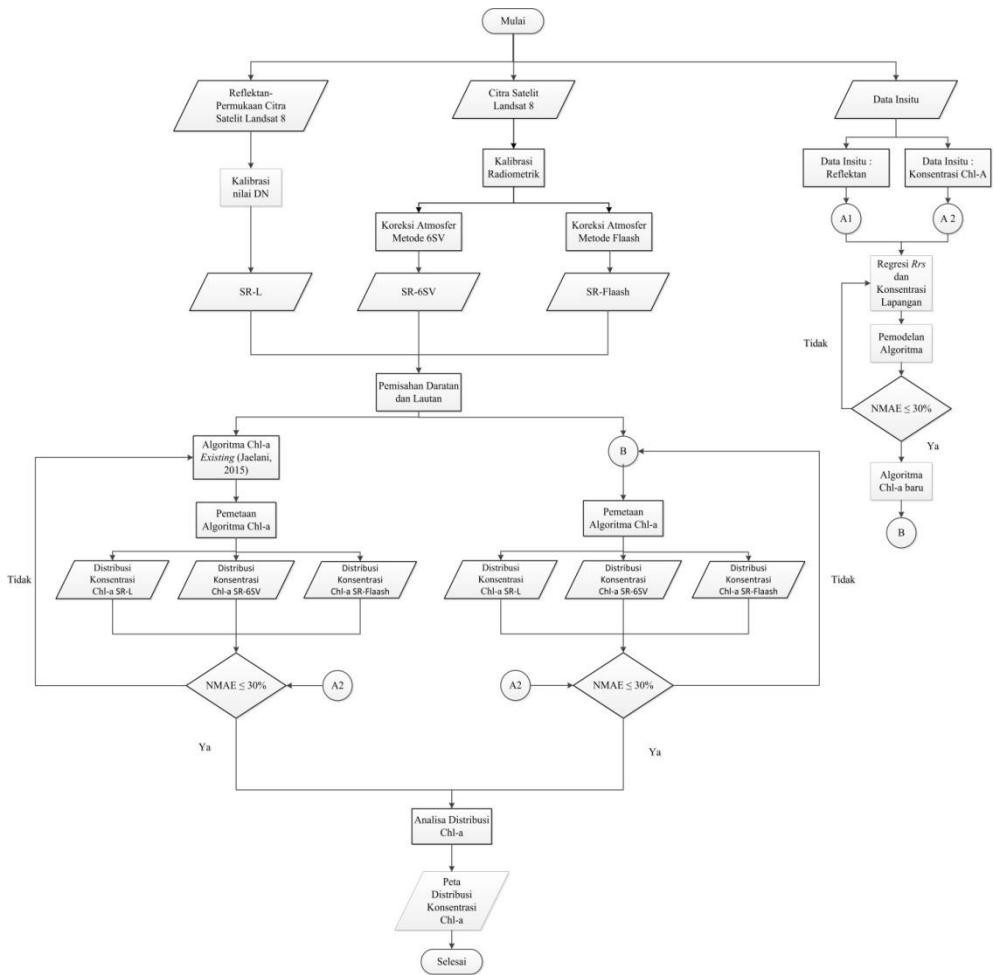 Mulai
Reflektan-
Permukaan Citra
Satelit Landsat 8
Citra Satelit
Landsat 8
Data Insitu
Kalibrasi
nilai DN
Kalibrasi
Radiometrik
Data Insitu :
Reflektan
Data Insitu :
Konsentrasi Chl-A
Koreksi Atmosfer
Metode 6SV
Koreksi Atmosfer
Metode Flaash
A1
A 2
SR-L
SR-6SV
SR-Flaash
Regresi Rrs
dan
Konsentrasi
Lapangan
Tidak
Pemodelan
Algoritma
Pemisahan Daratan
dan Lautan
NMAE ≤ 30%
Ya
Algoritma Chl-a
Existing (Jaelani,
2015)
B
Algoritma
Chl-a baru
Pemetaan
Algoritma Chl-a
Pemetaan
Algoritma Chl-a
B
Tidak
Distribusi
Konsentrasi
Chl-a SR-L
Distribusi
Konsentrasi
Chl-a SR-6SV
Distribusi
Konsentrasi
Chl-a SR-Flaash
Distribusi
Konsentrasi
Chl-a SR-L
Distribusi
Konsentrasi
Chl-a SR-6SV
Distribusi
Konsentrasi
Chl-a SR-Flaash
Tidak
NMAE ≤ 30%
A2
A2
NMAE ≤ 30%
Ya
Ya
Analisa Distribusi
Chl-a
Peta
Distribusi
Konsentrasi
Chl-a
Selesai